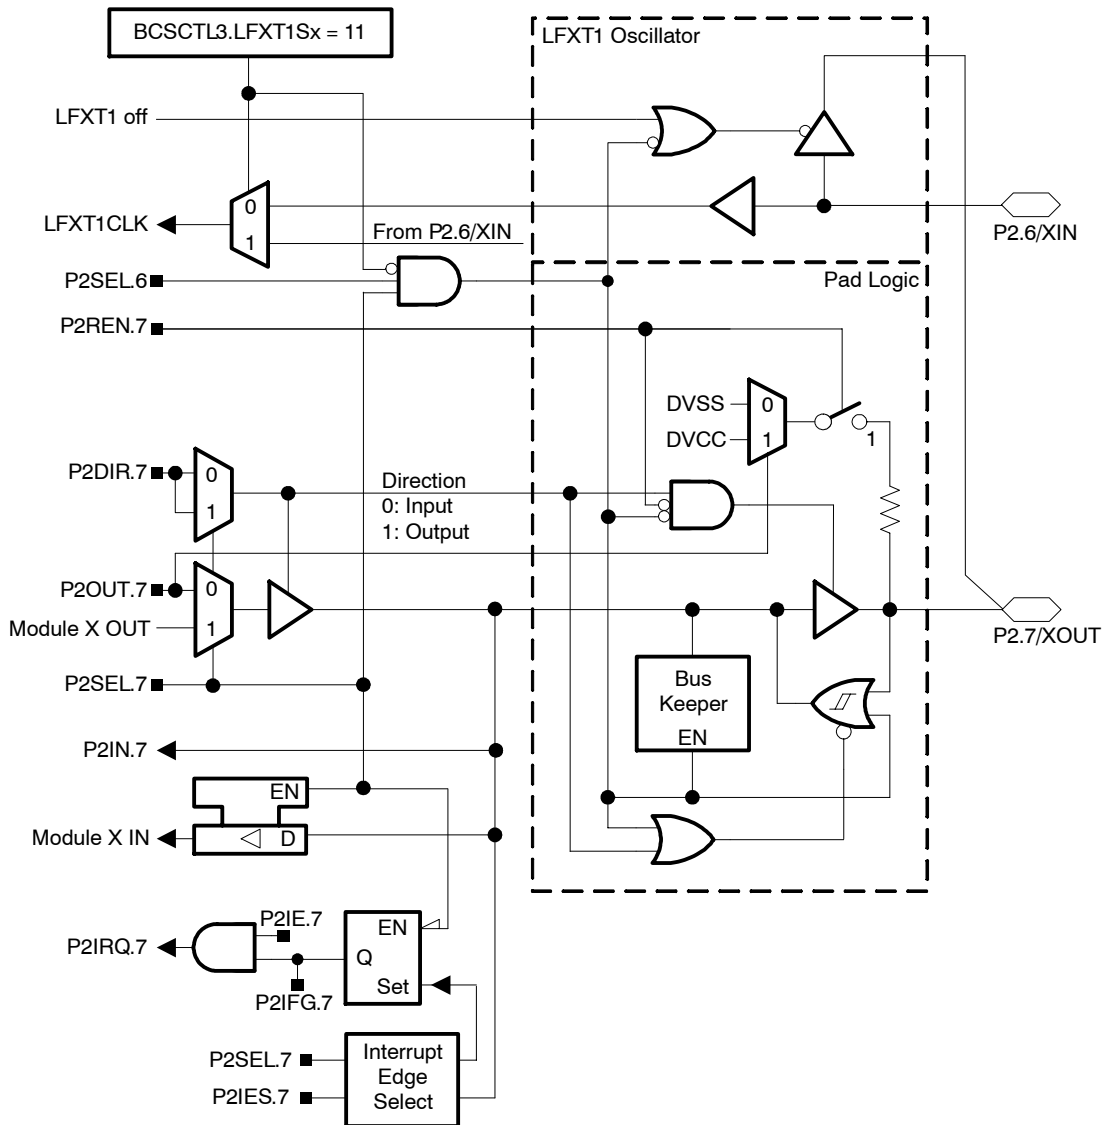 BCSCTL3.LFXT1Sx = 11
LFXT1 Oscillator
LFXT1 off
0
LFXT1CLK
1
From P2.6/XIN
P2.6/XIN
P2SEL.6
Pad Logic
P2REN.7
DVSS
0
DVCC
1
1
P2DIR.7
0
1
Direction
0: Input
1: Output
P2OUT.7
0
Module X OUT
1
P2.7/XOUT
P2SEL.7
Bus
Keeper
EN
P2IN.7
EN
Module X IN
D
P2IE.7
EN
P2IRQ.7
Q
Set
P2IFG.7
P2SEL.7
P2IES.7
Interrupt
Edge
Select